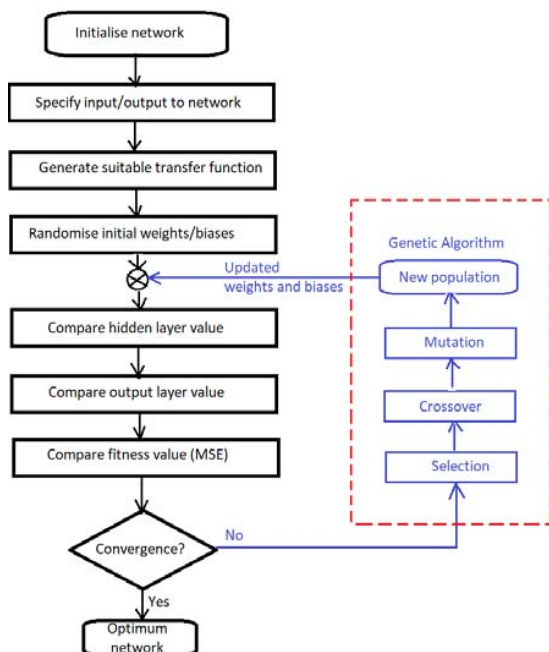 Initialise network
Specify input/output to network
Generate suitable transfer function
Randomise initial weights/biases
Updated
weights and biases
Genetic Algorithm
New population
Mutation
Crossover
Selection
Compare hidden layer value
Compare output layer value
Compare fitness value (MSE)
Convergence?
No
Yes
Optimum
network